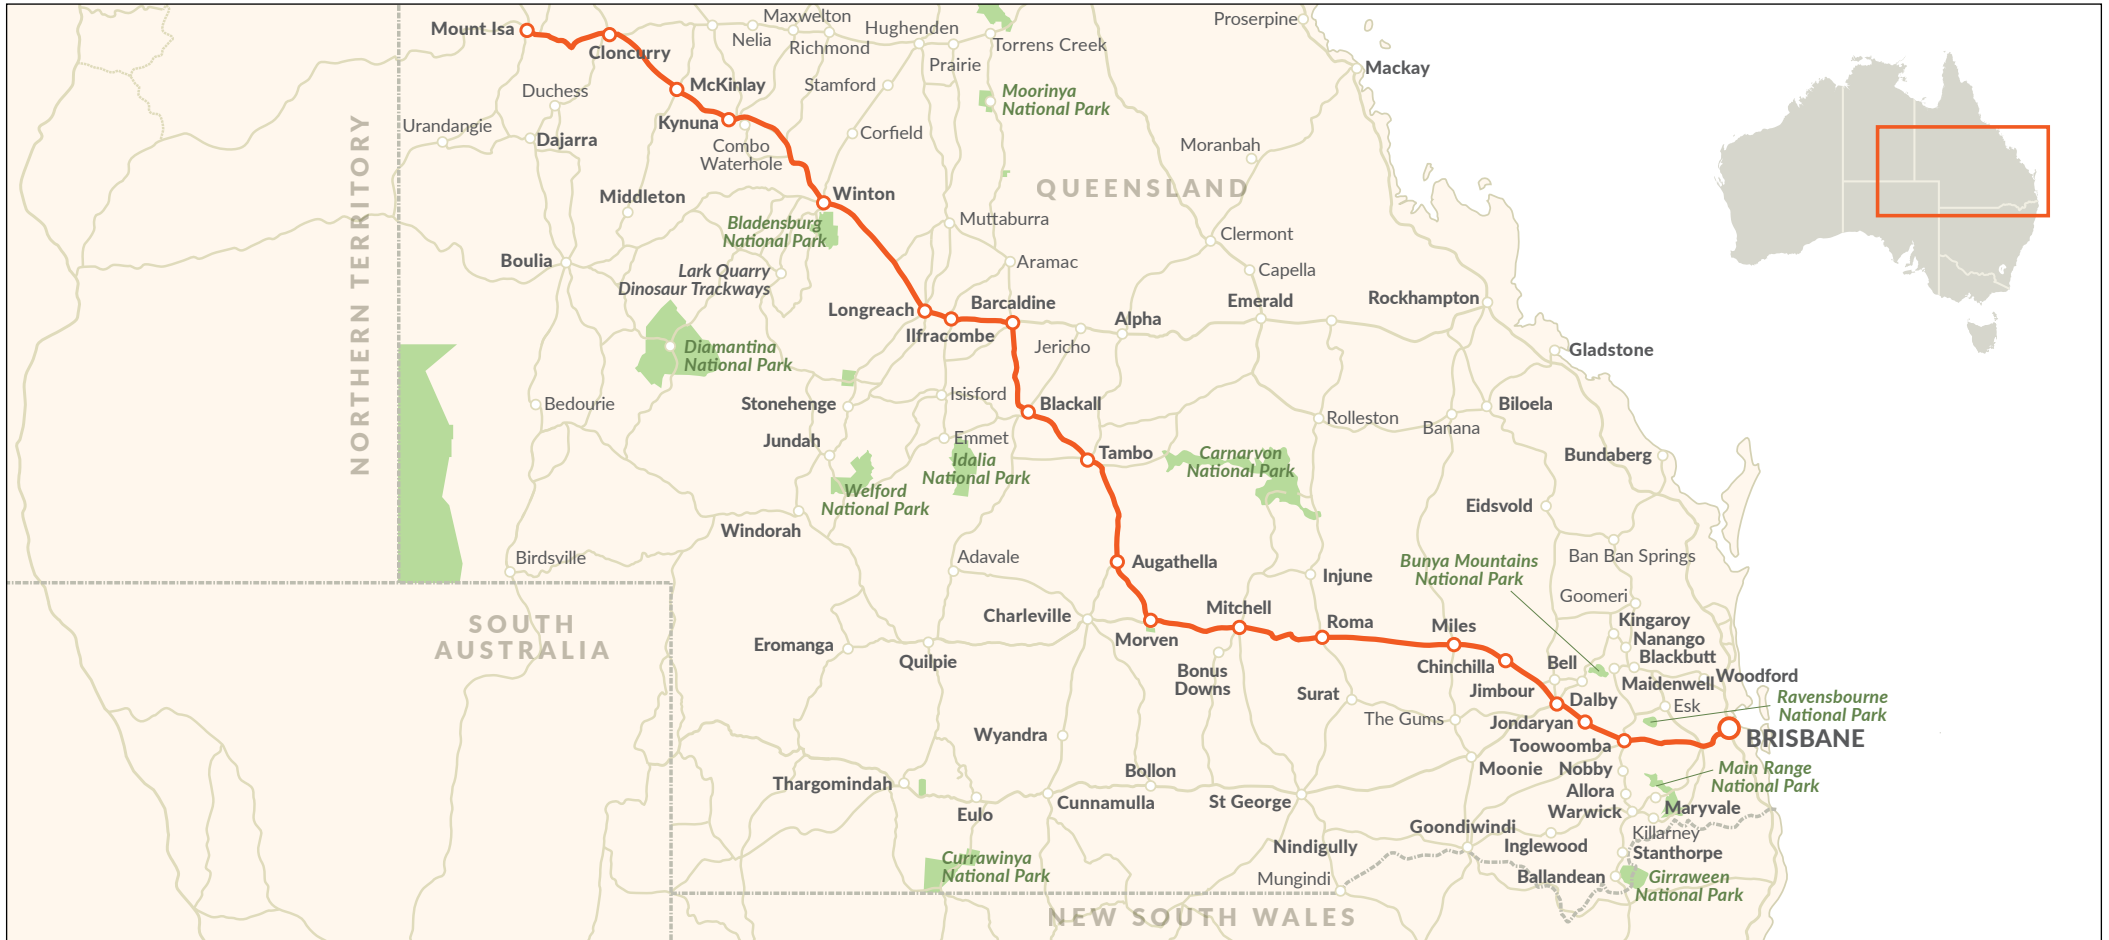 Maxwelton
Proserpine
Mount Isa
Hughenden
Nelia
Richmond
Torrens Creek
Cloncurry
Prairie
Mackay
McKinlay
Stamford
Duchess
Moorinya
National Park
Kynuna
Urandangie
Dajarra
Corfield
Combo
Waterhole
Moranbah
NORTHERN TERRITORY
QUEENSLAND
Middleton
Winton
Muttaburra
Bladensburg
National Park
Clermont
Boulia
Aramac
Lark Quarry
Dinosaur Trackways
Capella
Longreach
Barcaldine
Emerald
Rockhampton
Ilfracombe
Alpha
Jericho
Diamantina
National Park
Gladstone
Bedourie
Stonehenge
Isisford
Blackall
Rolleston
Banana
Biloela
Jundah
Emmet
Idalia
National Park
Tambo
Carnarvon
National Park
Bundaberg
Welford
National Park
Eidsvold
Windorah
Birdsville
Adavale
Augathella
Bunya Mountains
National Park
Ban Ban Springs
Injune
Goomeri
SOUTH
AUSTRALIA
Charleville
Mitchell
Roma
Miles
Kingaroy
Nanango
Blackbutt
Eromanga
Quilpie
Morven
Bonus
Downs
Chinchilla
Bell
Woodford
Maidenwell
Surat
Jimbour
Dalby
Esk
Ravensbourne
National Park
The Gums
Jondaryan
Wyandra
Toowoomba
BRISBANE
Thargomindah
Bollon
Moonie
Nobby
Main Range
National Park
Allora
Eulo
Cunnamulla
St George
Warwick
Maryvale
Goondiwindi
Killarney
Nindigully
Inglewood
Stanthorpe
Currawinya
National Park
Mungindi
Ballandean
Girraween
National Park
NEW SOUTH WALES